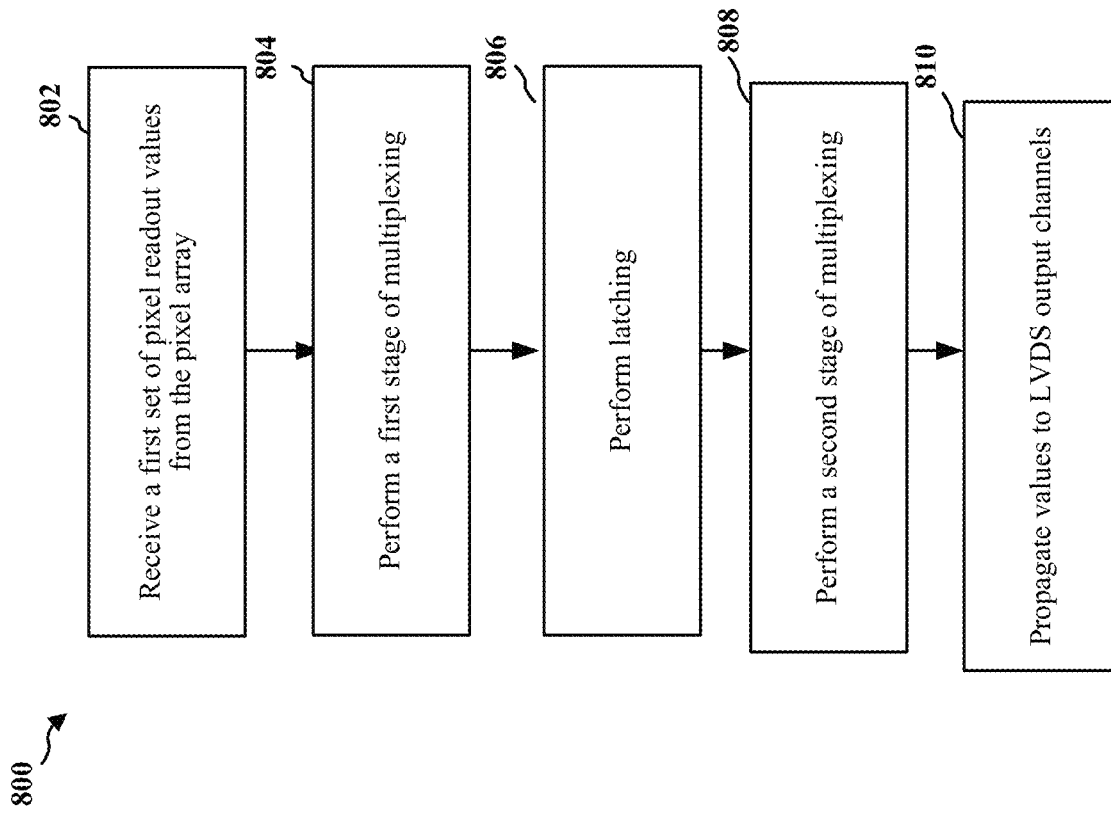 800
802
Receive a first set of pixel readout values
from the pixel array
804
Perform a first stage of multiplexing
806
Perform latching
808
Perform a second stage of multiplexing
810
Propagate values to LVDS output channels